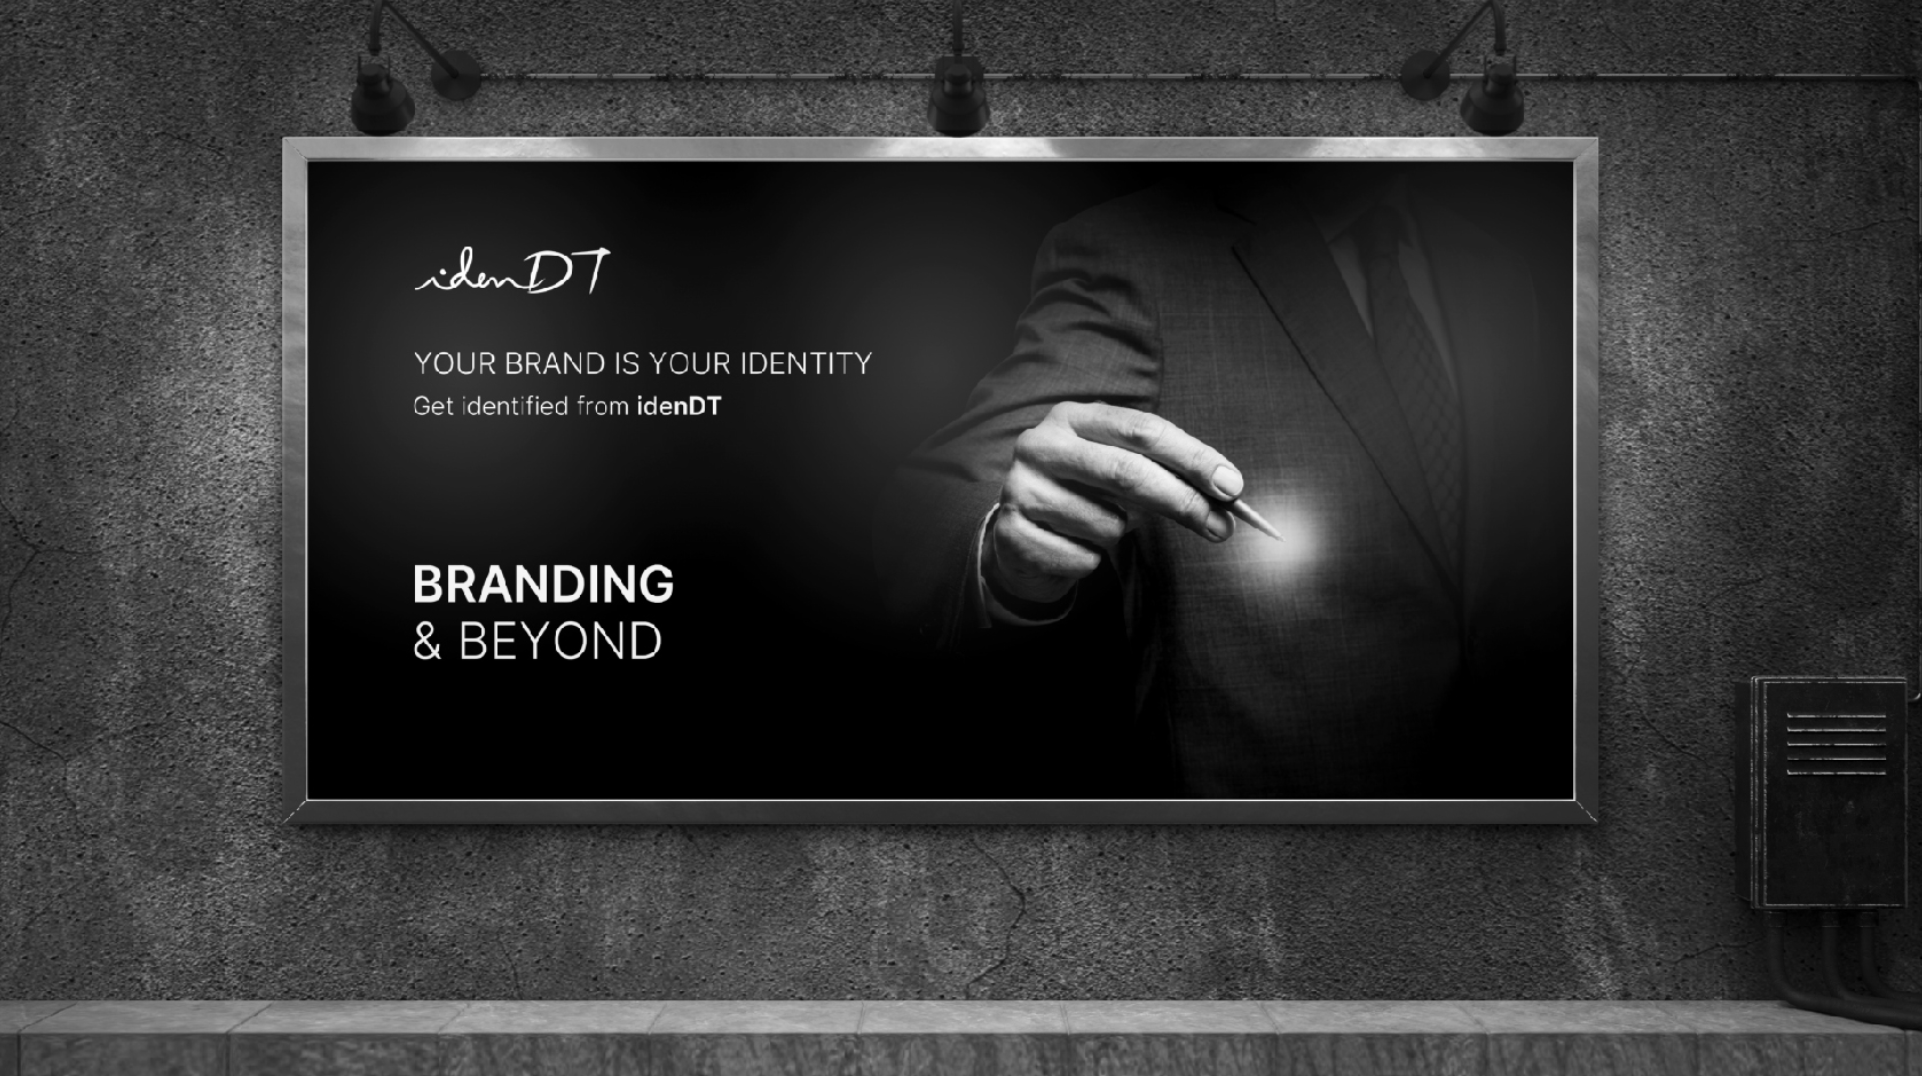 idenDT
YOUR BRAND IS YOUR IDENTITY
Get identified from idenDT
BRANDING
& BEYOND